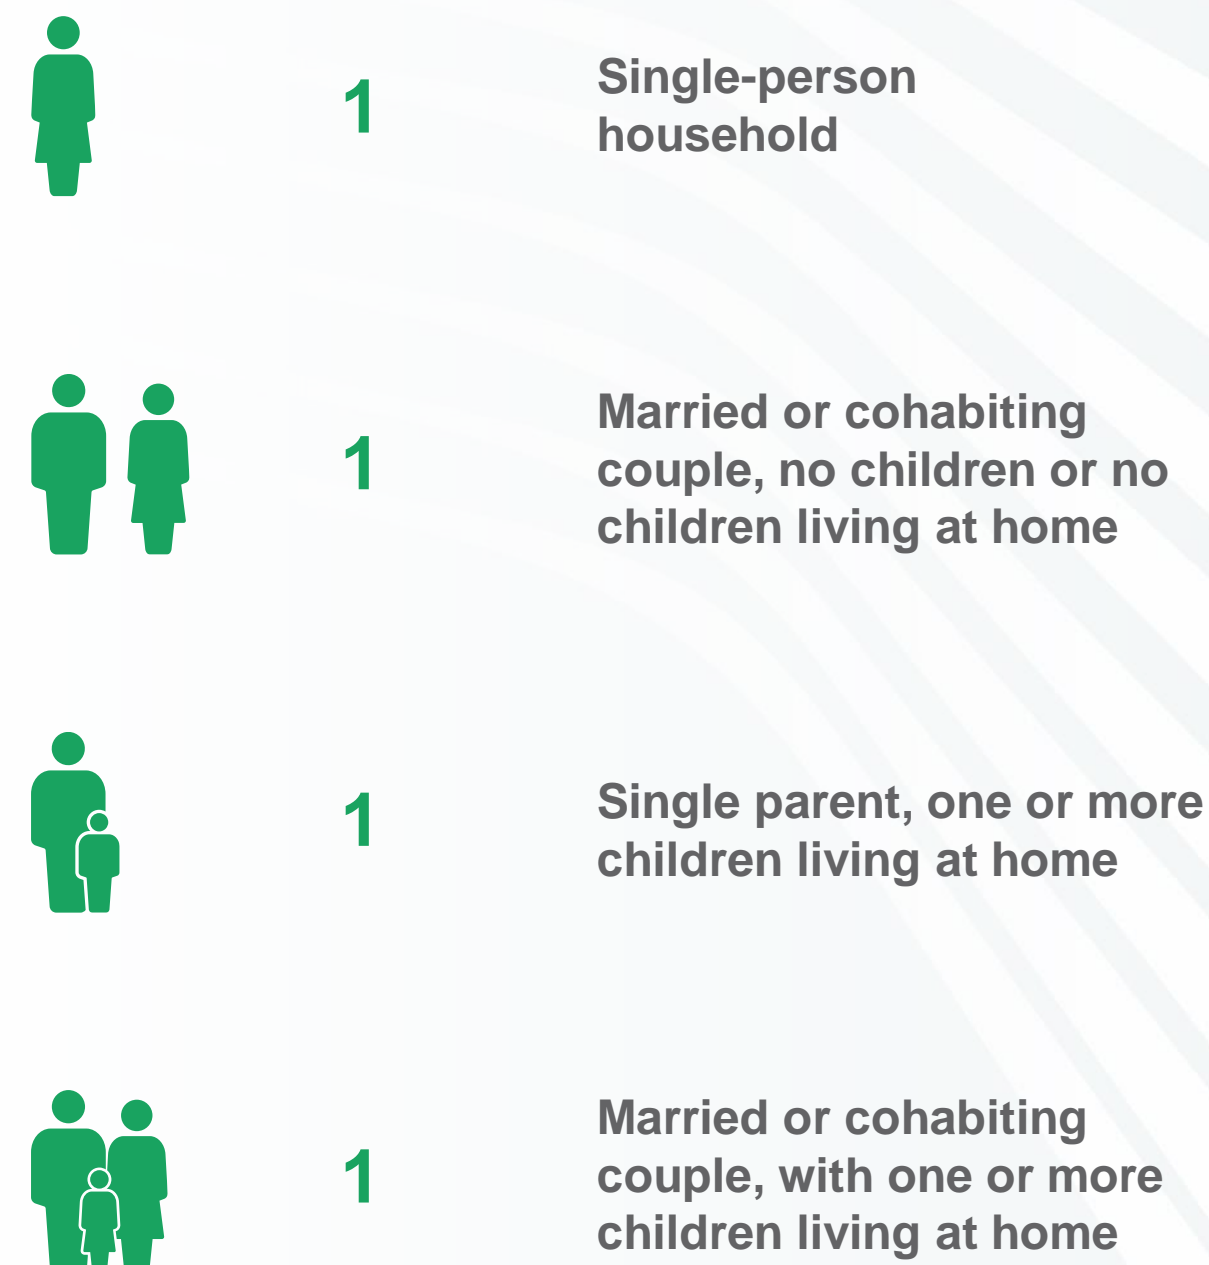 1
Single-person
household
1
Married or cohabiting
couple, no children or no
children living at home
1
Single parent, one or more
children living at home
1
Married or cohabiting
couple, with one or more
children living at home